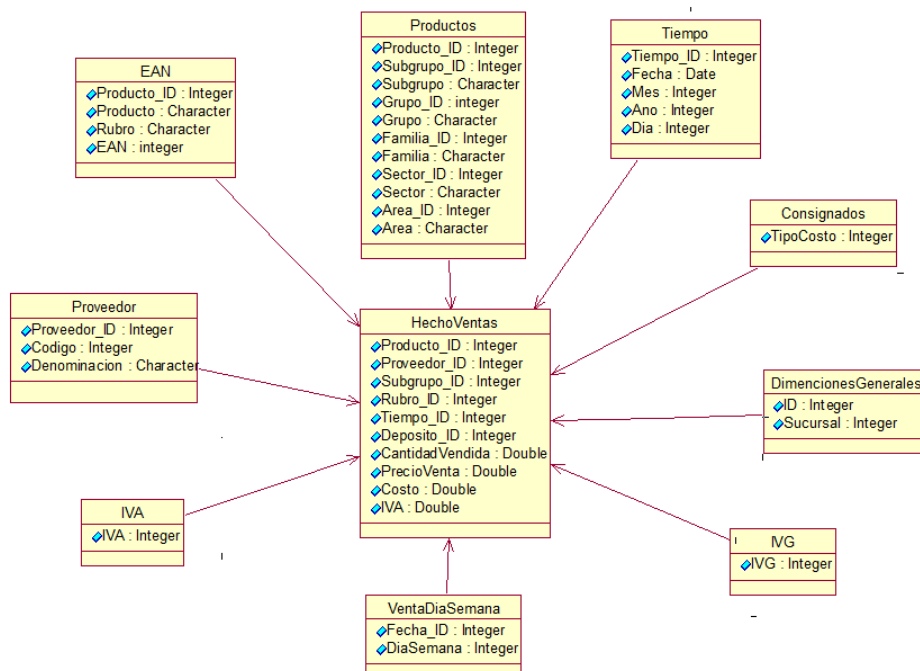 Productos
Producto_ID : Integer
Subgrupo_ID : Integer
Subgrupo : Character
Grupo_ID : integer
Grupo : Character
Familia_ID : Integer
Familia : Character
Sector_ID : Integer
Sector : Character
Area_ID : Integer
Area : Character
Tiempo
Tiempo_ID : Integer
Fecha : Date
Mes : Integer
Ano : Integer
Dia : Integer
EAN
Producto_ID : Integer
Producto : Character
Rubro : Character
EAN : integer
Consignados
TipoCosto : Integer
Proveedor
Proveedor_ID : Integer
Codigo : Integer
Denominacion : Character
HechoVentas
Producto_ID : Integer
Proveedor_ID : Integer
Subgrupo_ID : Integer
Rubro_ID : Integer
Tiempo_ID : Integer
Deposito_ID : Integer
CantidadVendida : Double
PrecioVenta : Double
Costo : Double
IVA : Double
DimencionesGenerales
ID : Integer
Sucursal : Integer
IVA
IVA : Integer
IVG
IVG : Integer
VentaDiaSemana
Fecha_ID : Integer
DiaSemana : Integer